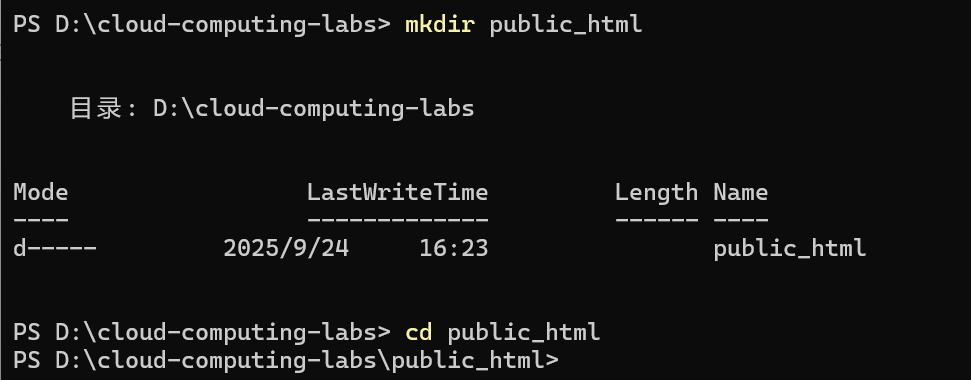 PS D:\cloud-computing-labs> mkdir public_html
目录: D:\cloud-computing-labs
Mode LastWriteTime Length Name
---- ------------- ------ ----
d----- 2025/9/24 16:23 public_html
PS D:\cloud-computing-labs> cd public_html
PS D:\cloud-computing-labs\public_html>